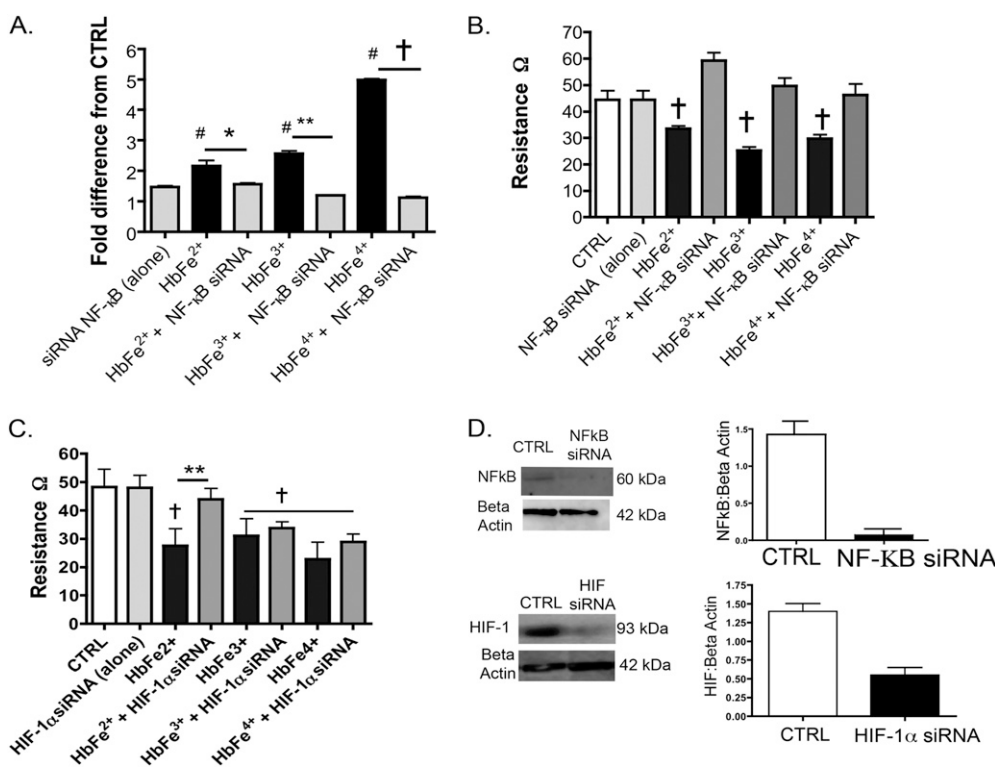 A.
Fold difference from CTRL
6
5
4
3
2
1
0
#
*
#
**
#
†
siRNA NF-κB (alone)
HbFe²⁺
HbFe²⁺ + NF-κB siRNA
HbFe³⁺
HbFe³⁺ + NF-κB siRNA
HbFe⁴⁺
HbFe⁴⁺ + NF-κB siRNA
B.
Resistance Ω
70
60
50
40
30
20
10
0
†
†
†
CTRL
NF-κB siRNA (alone)
HbFe²⁺
HbFe²⁺ + NF-κB siRNA
HbFe³⁺
HbFe³⁺+ NF-κB siRNA
HbFe⁴⁺
HbFe⁴⁺ + NF-κB siRNA
C.
Resistance Ω
60
50
40
30
20
10
0
†
**
†
CTRL
HIF-1αsiRNA (alone)
HbFe2+
HbFe²⁺ + HIF-1αsiRNA
HbFe3+
HbFe³⁺ + HIF-1αsiRNA
HbFe4+
HbFe⁴⁺ + HIF-1αsiRNA
D.
CTRL
NFkB
siRNA
NFkB
60 kDa
Beta
Actin
42 kDa
NFkB:Beta Actin
1.5
1.0
0.5
0.0
CTRL
NF-KB siRNA
CTRL
HIF
siRNA
HIF-1
93 kDa
Beta
Actin
42 kDa
HIF:Beta Actin
1.75
1.50
1.25
1.00
0.75
0.50
0.25
0.00
CTRL
HIF-1α siRNA